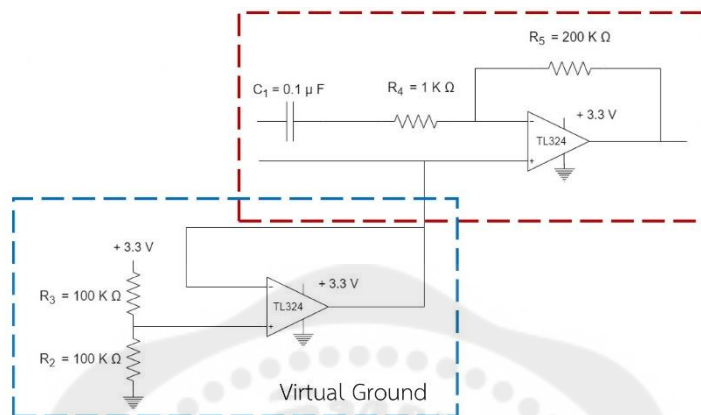 R₅ = 200 K Ω
C₁ = 0.1 µ F
R₄ = 1 K Ω
+ 3.3 V
−
TL324
+
+ 3.3 V
R₃ = 100 K Ω
−
+ 3.3 V
TL324
+
R₂ = 100 K Ω
Virtual Ground